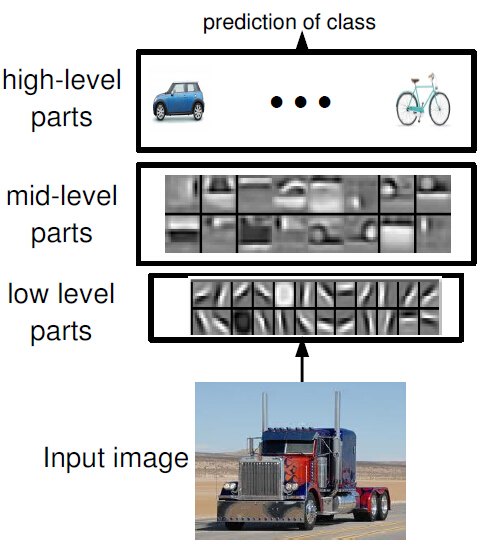 prediction of class
high-level
parts
mid-level
parts
low level
parts
Input image